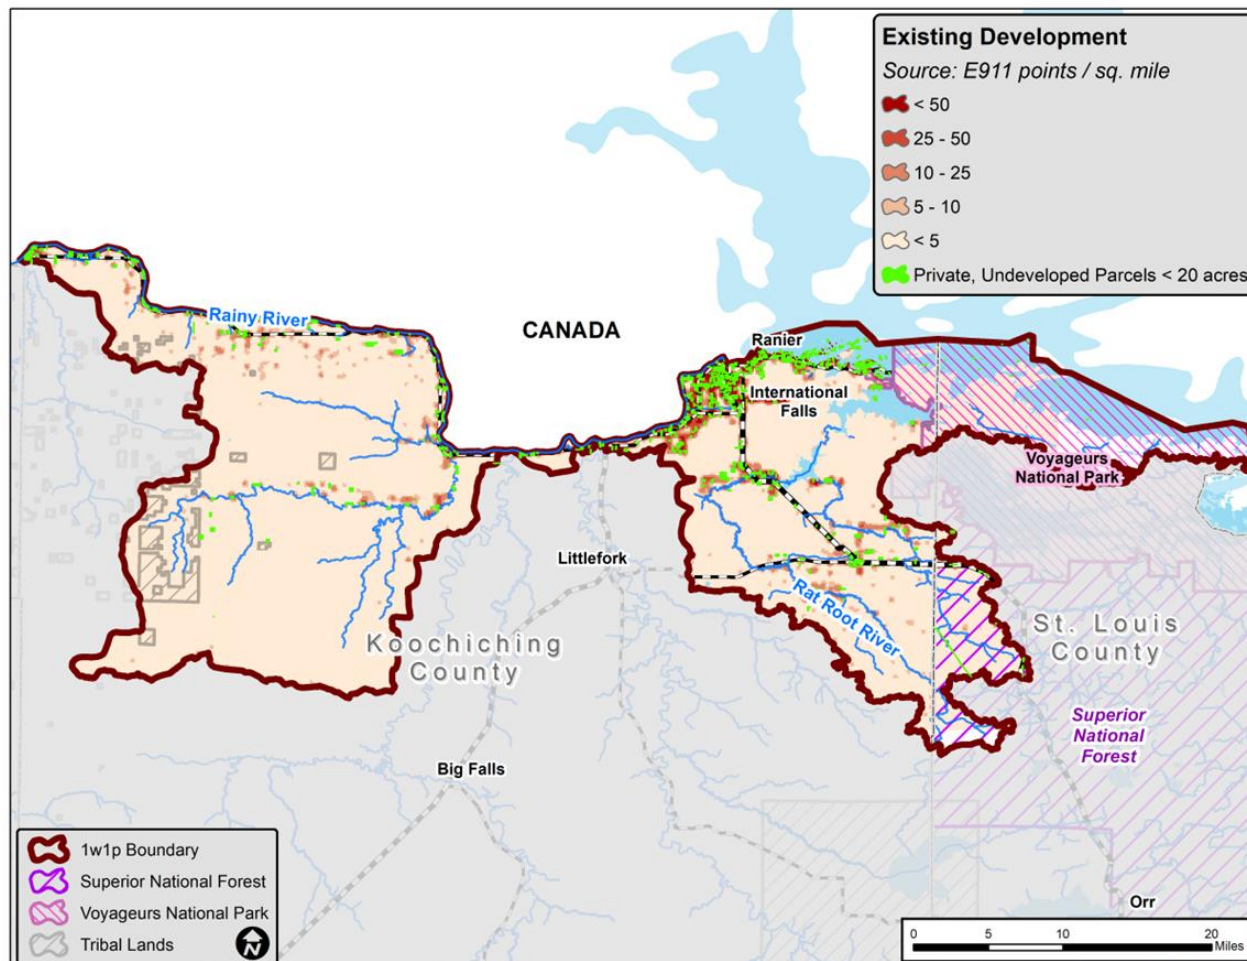 Existing Development
Source: E911 points / sq. mile
< 50
25 - 50
10 - 25
5 - 10
< 5
Private, Undeveloped Parcels < 20 acres
Rainy River
CANADA
Ranier
International
Falls
Voyageurs
National Park
Littlefork
Rat Root River
Koochiching
County
St. Louis
County
Superior
National
Forest
Big Falls
Orr
1w1p Boundary
Superior National Forest
Voyageurs National Park
Tribal Lands
N
0 5 10 20
Miles